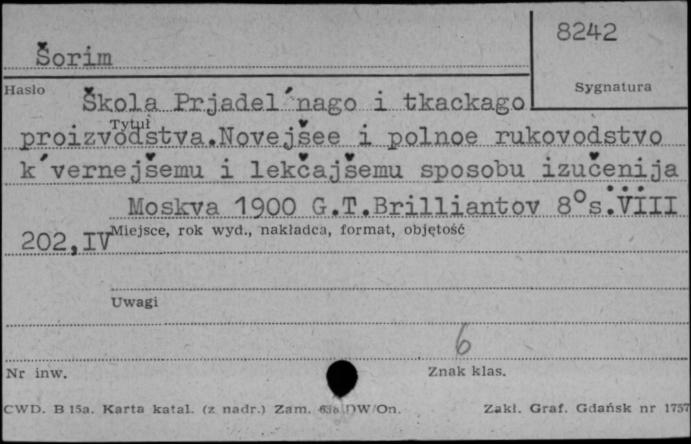 8242
Šorim
Sygnatura
Hasło
Škola Prjadel´nago i tkackago
Tytuł
proizvodstva.Novejšee i polnoe rukovodstvo
k´vernejšemu i lekčajšemu sposobu izučenija
Moskva 1900 G.T.Brilliantov 8°s.VIII
202,IV
Miejsce, rok wyd., nakładca, format, objętość
Uwagi
6
Nr inw.
Znak klas.
CWD. B 15a. Karta katal. (z nadr.) Zam. DW/On.
Zakł. Graf. Gdańsk nr 1757